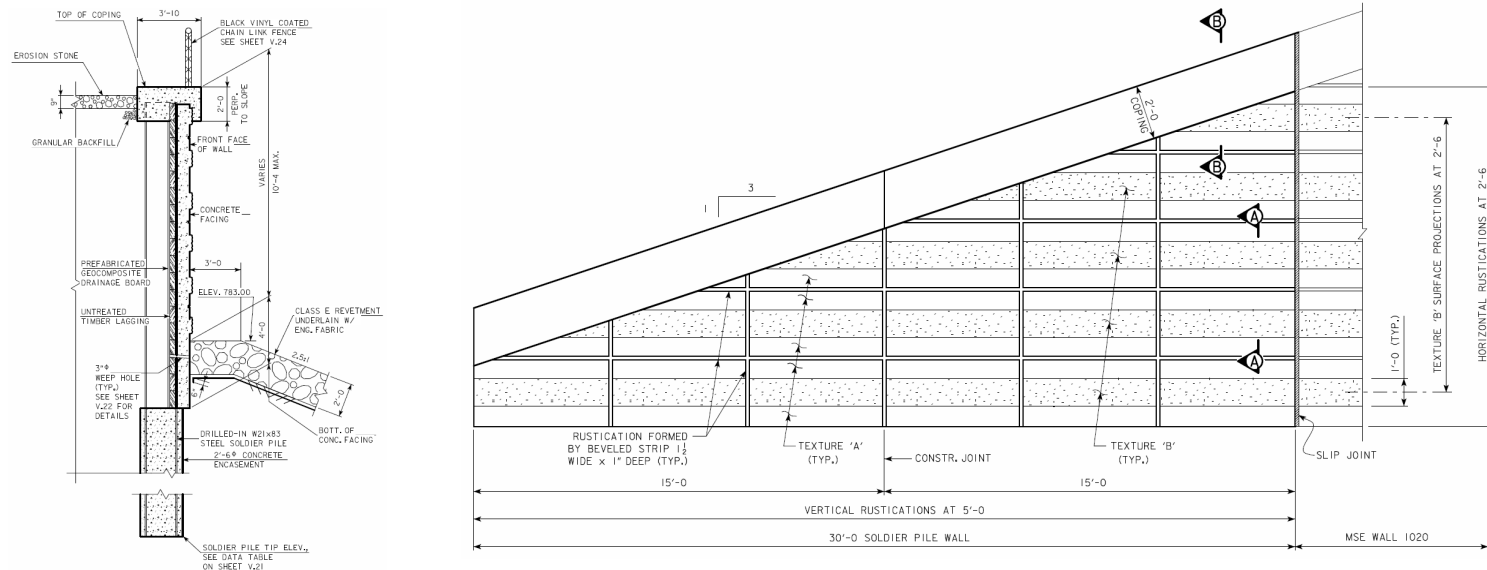 TOP OF COPING
3'-10
BLACK VINYL COATED
CHAIN LINK FENCE
SEE SHEET V.24
EROSION STONE
9"
2'-0
PERP.
TO SLOPE
GRANULAR BACKFILL
FRONT FACE
OF WALL
VARIES
10'-4 MAX.
CONCRETE
FACING
PREFABRICATED
GEOCOMPOSITE
DRAINAGE BOARD
3'-0
ELEV. 783.00
UNTREATED
TIMBER LAGGING
4'-0
CLASS E REVETMENT
UNDERLAIN W/
ENG. FABRIC
2.5:1
3"Φ
WEEP HOLE
(TYP.)
SEE SHEET
V.22 FOR
DETAILS
6"
2'-0
BOTT. OF
CONC. FACING
DRILLED-IN W21x83
STEEL SOLDIER PILE
2'-6Φ CONCRETE
ENCASEMENT
SOLDIER PILE TIP ELEV.,
SEE DATA TABLE
ON SHEET V.21
B
2'-0
COPING
B
3
1
A
A
1'-0 (TYP.)
TEXTURE 'B' SURFACE PROJECTIONS AT 2'-6
HORIZONTAL RUSTICATIONS AT 2'-6
RUSTICATION FORMED
BY BEVELED STRIP 1½
WIDE x 1" DEEP (TYP.)
TEXTURE 'A'
(TYP.)
CONSTR. JOINT
TEXTURE 'B'
(TYP.)
SLIP JOINT
15'-0
15'-0
VERTICAL RUSTICATIONS AT 5'-0
30'-0 SOLDIER PILE WALL
MSE WALL 1020